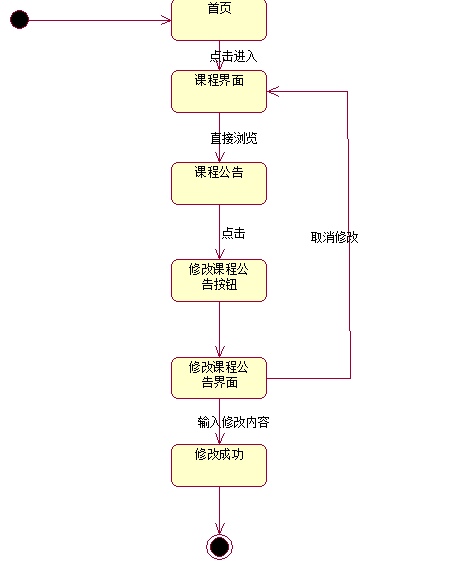 首页
点击进入
课程界面
直接浏览
课程公告
点击
取消修改
修改课程公
告按钮
修改课程公
告界面
输入修改内容
修改成功